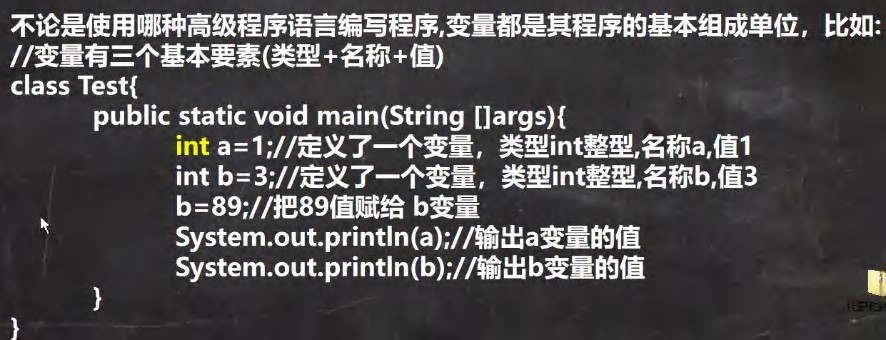 不论是使用哪种高级程序语言编写程序,变量都是其程序的基本组成单位，比如:
//变量有三个基本要素(类型+名称+值)
class Test{
public static void main(String []args){
int a=1;//定义了一个变量，类型int整型,名称a,值1
int b=3;//定义了一个变量，类型int整型,名称b,值3
b=89;//把89值赋给 b变量
System.out.println(a);//输出a变量的值
System.out.println(b);//输出b变量的值
}
}